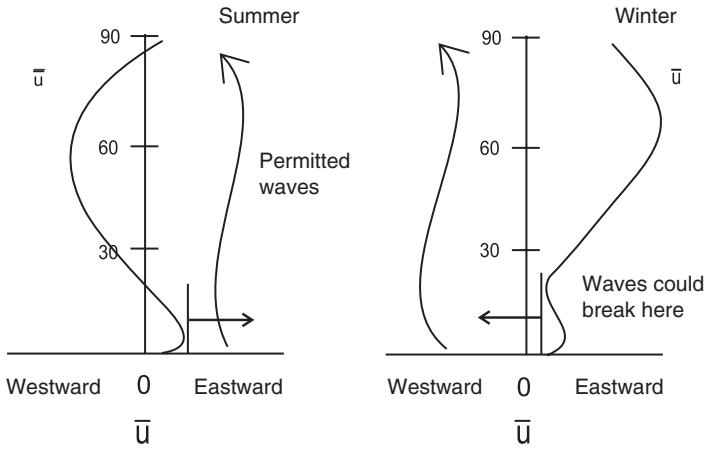 Summer
90
u̅
60
Permitted
waves
30
Westward 0 Eastward
u̅
Winter
90
u̅
60
30
Waves could
break here
Westward 0 Eastward
u̅